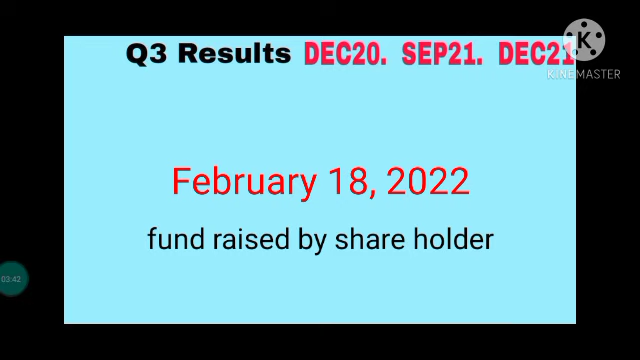 Q3 Results DEC20. SEP21. DEC21
K
KINEMASTER
February 18, 2022
fund raised by share holder
03:42